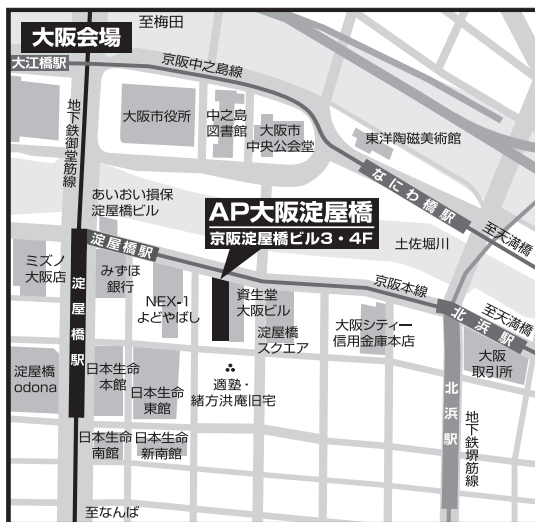 大阪会場
至梅田
大江橋駅
京阪中之島線
地下鉄御堂筋線
大阪市役所
中之島
図書館
大阪市
中央公会堂
東洋陶磁美術館
なにわ橋駅
至天満橋
あいおい損保
淀屋橋ビル
AP大阪淀屋橋
京阪淀屋橋ビル3・4F
土佐堀川
淀屋橋駅
ミズノ
大阪店
淀屋橋駅
みずほ
銀行
NEX-1
よどやばし
資生堂
大阪ビル
淀屋橋
スクエア
京阪本線
大阪シティー
信用金庫本店
北浜駅
至天満橋
大阪
取引所
淀屋橋
odona
日本生命
本館
日本生命
東館
適塾・
緒方洪庵旧宅
北浜駅
地下鉄堺筋線
日本生命
南館
日本生命
新南館
至なんば